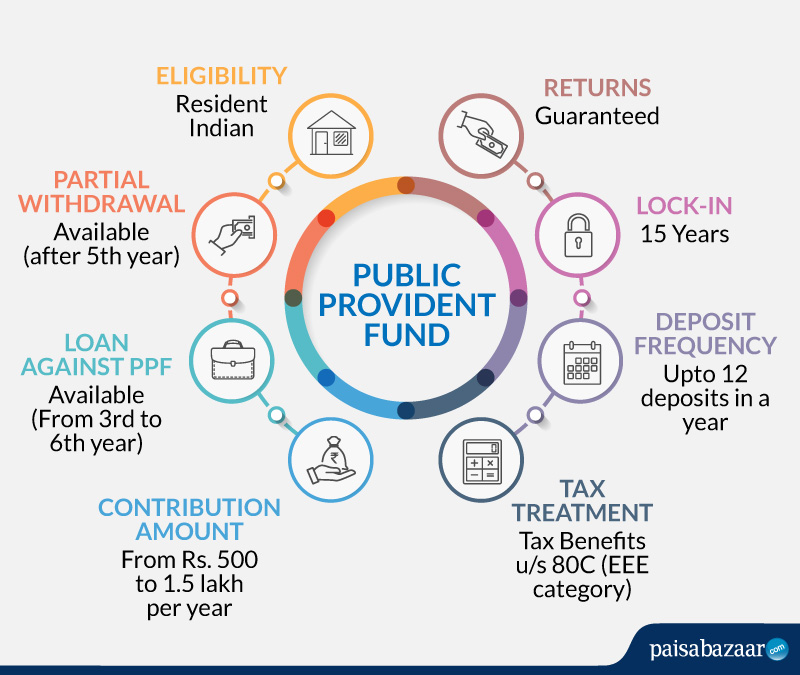 ELIGIBILITY
Resident
Indian
RETURNS
Guaranteed
PARTIAL
WITHDRAWAL
Available
(after 5th year)
LOCK-IN
15 Years
PUBLIC
PROVIDENT
FUND
LOAN
AGAINST PPF
Available
(From 3rd to
6th year)
DEPOSIT
FREQUENCY
Upto 12
deposits in a
year
₹
CONTRIBUTION
AMOUNT
From Rs. 500
to 1.5 lakh
per year
TAX
TREATMENT
Tax Benefits
u/s 80C (EEE
category)
paisabazaar.com